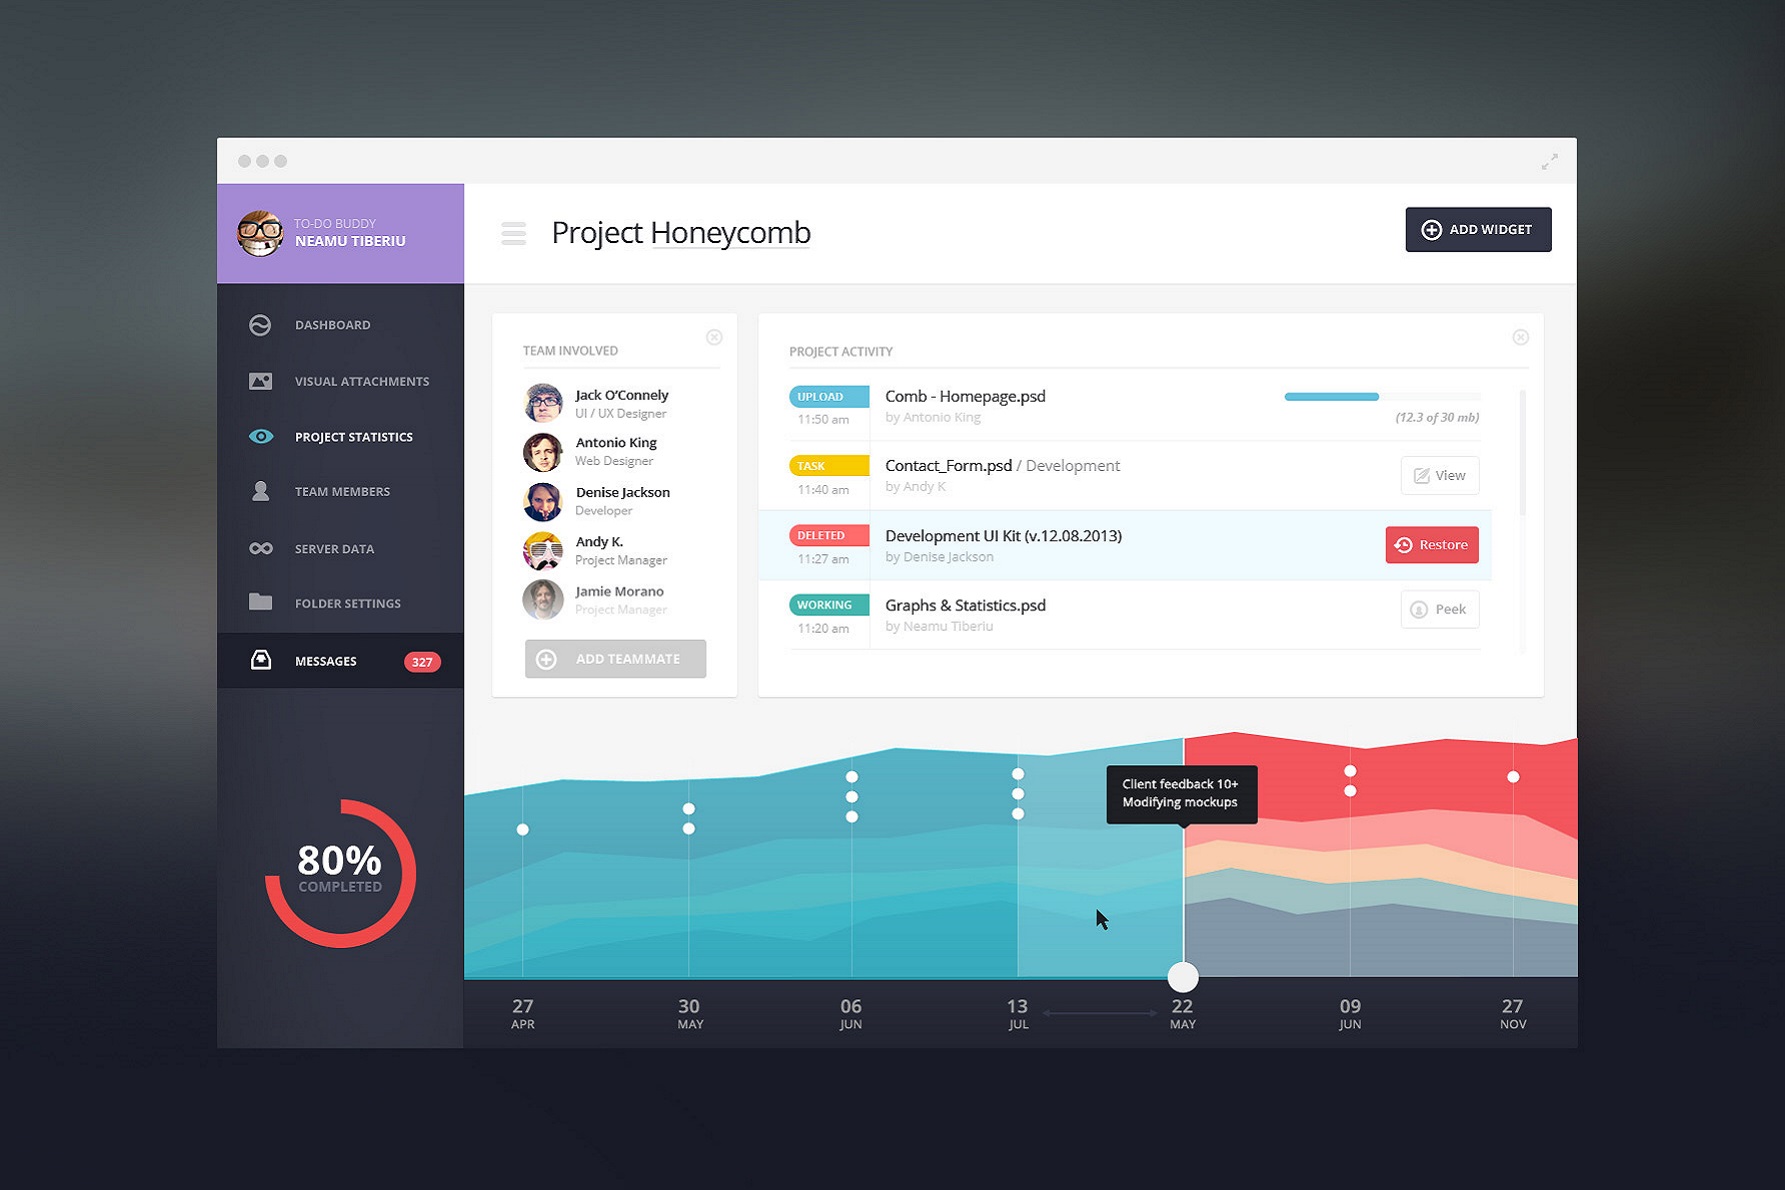 TO-DO BUDDY
NEAMU TIBERIU
Project Honeycomb
ADD WIDGET
DASHBOARD
VISUAL ATTACHMENTS
PROJECT STATISTICS
TEAM MEMBERS
SERVER DATA
FOLDER SETTINGS
MESSAGES 327
80%
COMPLETED
TEAM INVOLVED
Jack O'Connely
UI / UX Designer
Antonio King
Web Designer
Denise Jackson
Developer
Andy K.
Project Manager
Jamie Morano
Project Manager
ADD TEAMMATE
PROJECT ACTIVITY
UPLOAD Comb - Homepage.psd
11:50 am by Antonio King (12.3 of 30 mb)
TASK Contact_Form.psd / Development
11:40 am by Andy K View
DELETED Development UI Kit (v.12.08.2013)
11:27 am by Denise Jackson Restore
WORKING Graphs & Statistics.psd
11:20 am by Neamu Tiberiu Peek
Client feedback 10+
Modifying mockups
27 30 06 13 22 09 27
APR MAY JUN JUL MAY JUN NOV